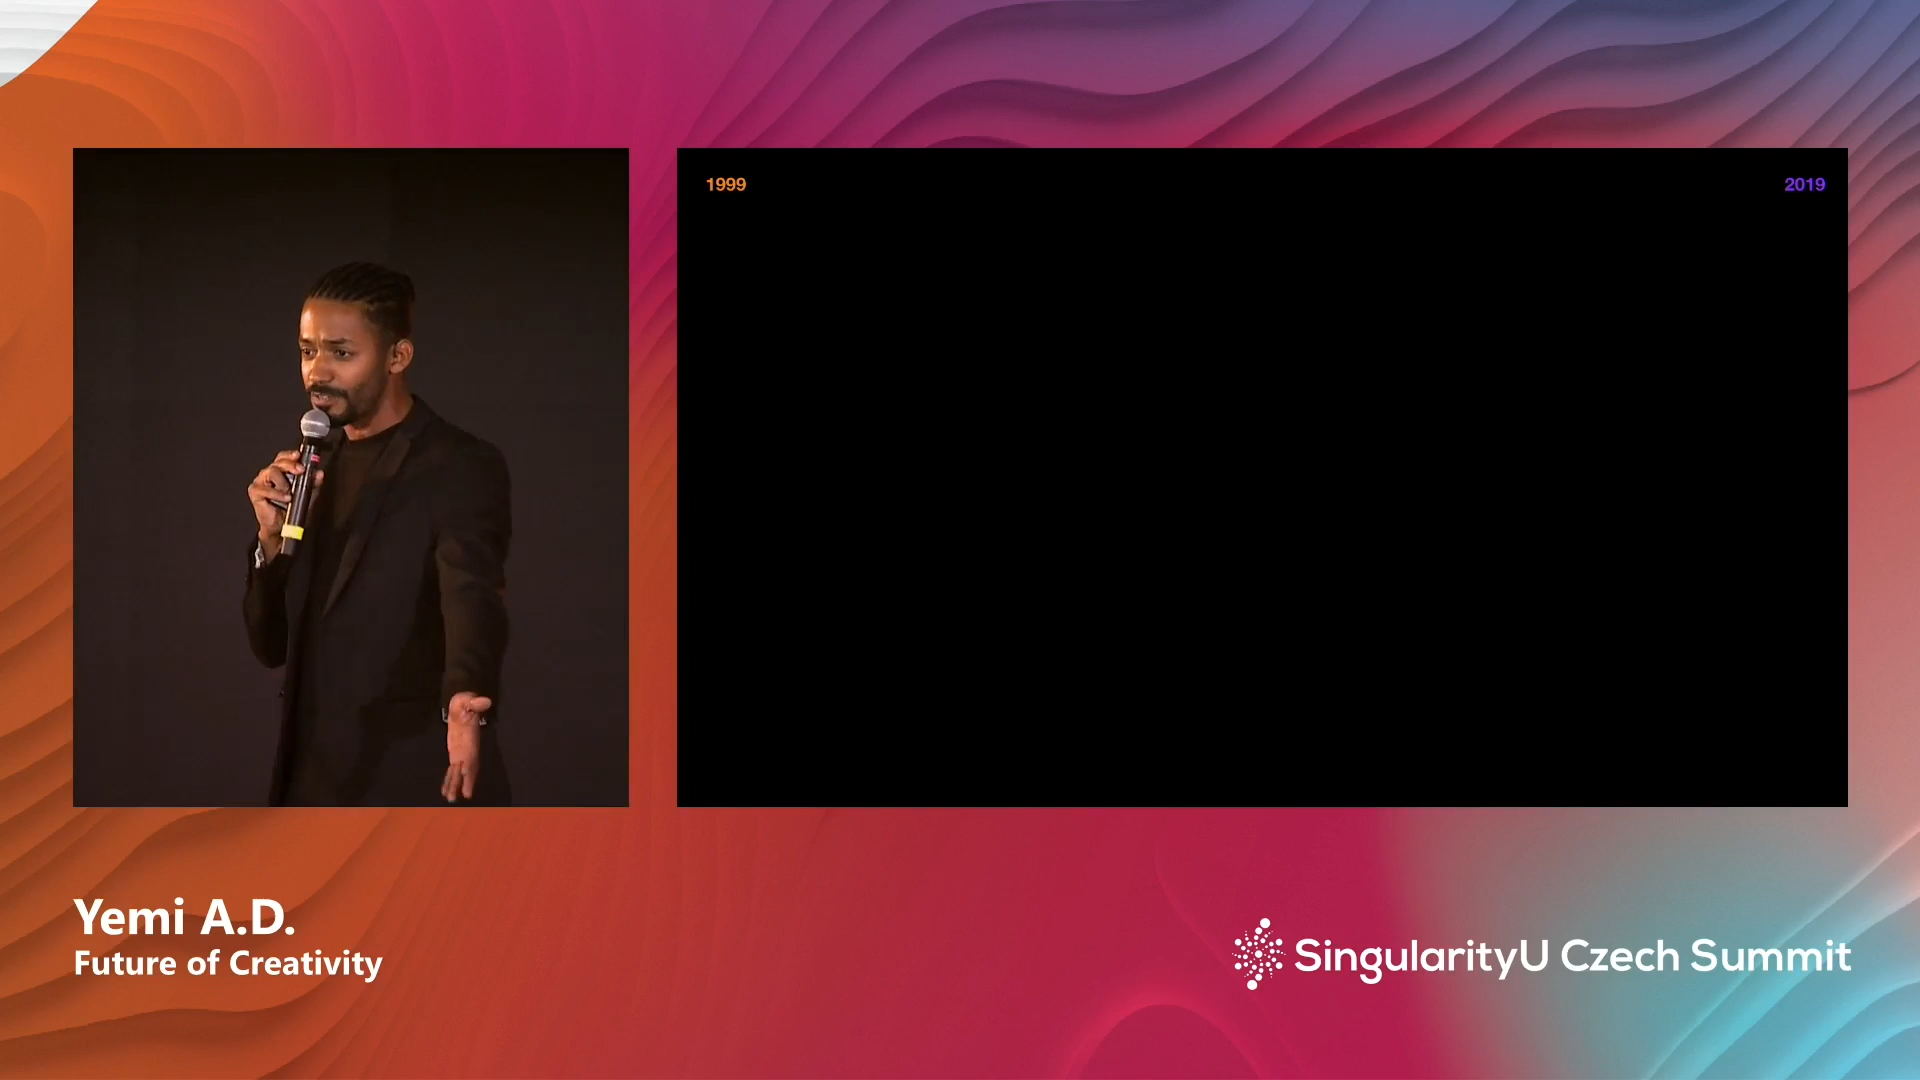 1999
2019
Yemi A.D.
Future of Creativity
SingularityU Czech Summit